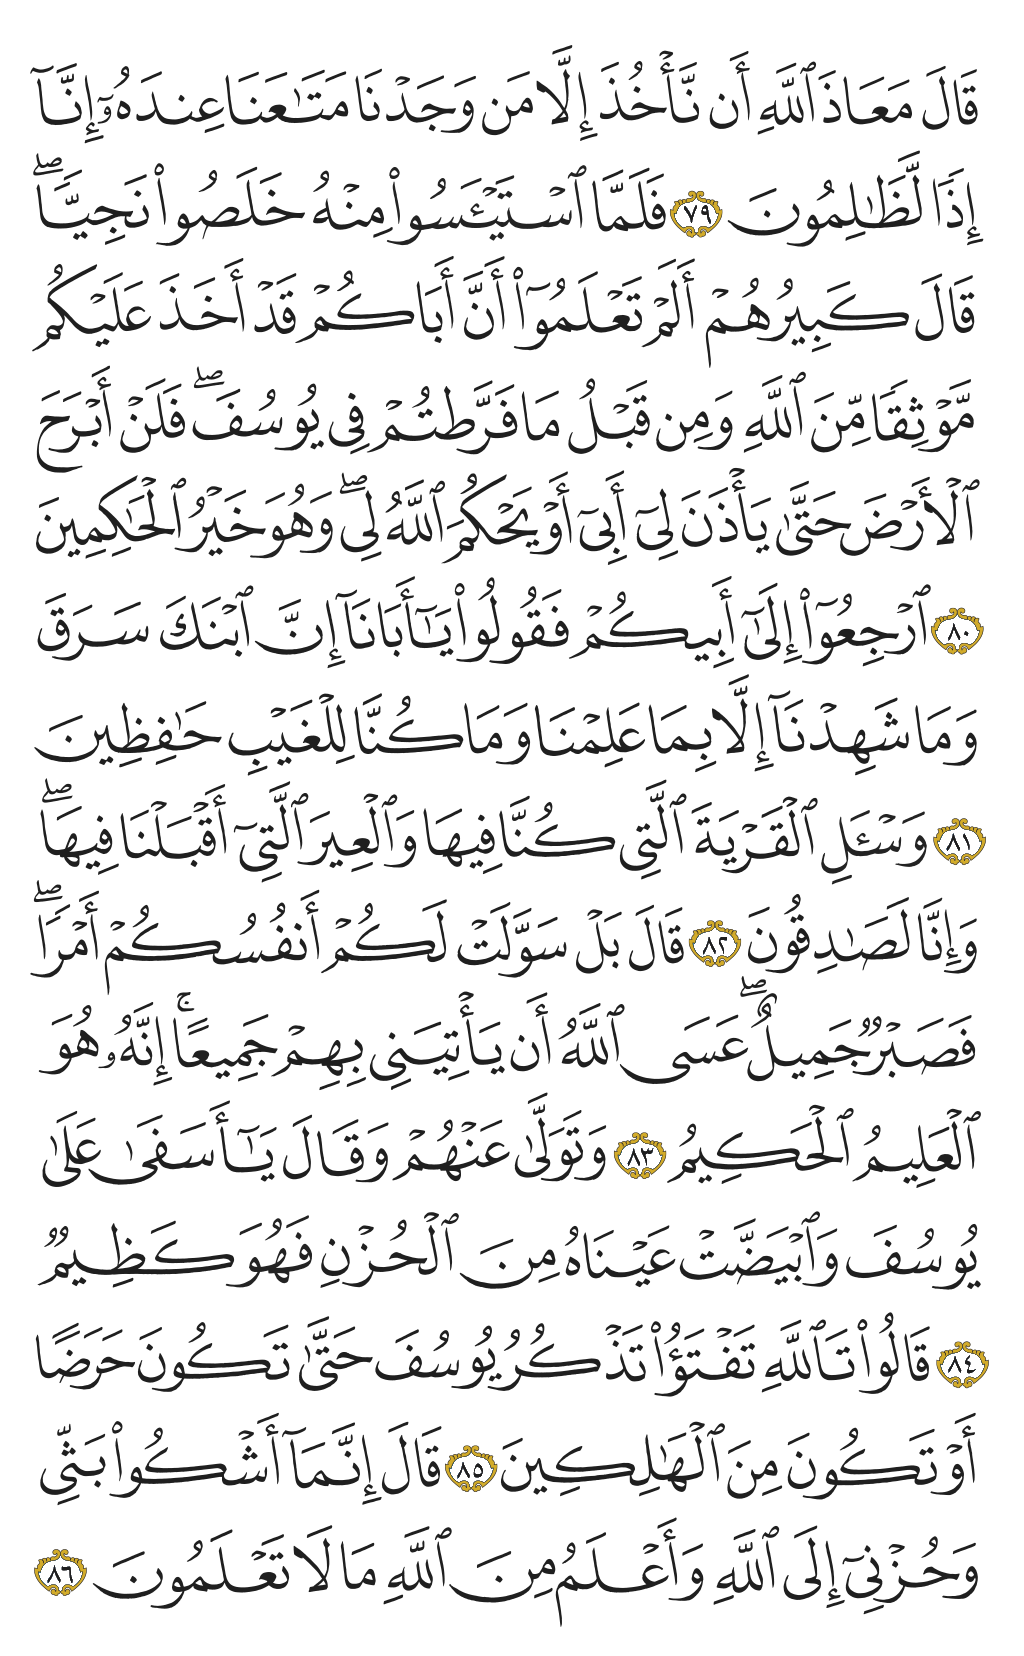 قَالَ مَعَاذَ ٱللَّهِ أَن نَّأۡخُذَ إِلَّا مَن وَجَدۡنَا مَتَٰعَنَا عِندَهُۥٓ إِنَّآ
إِذٗا لَّظَٰلِمُونَ ٧٩ فَلَمَّا ٱسۡتَيۡـَٔسُواْ مِنۡهُ خَلَصُواْ نَجِيّٗاۖ
قَالَ كَبِيرُهُمۡ أَلَمۡ تَعۡلَمُوٓاْ أَنَّ أَبَاكُمۡ قَدۡ أَخَذَ عَلَيۡكُم
مَّوۡثِقٗا مِّنَ ٱللَّهِ وَمِن قَبۡلُ مَا فَرَّطتُمۡ فِي يُوسُفَۖ فَلَنۡ أَبۡرَحَ
ٱلۡأَرۡضَ حَتَّىٰ يَأۡذَنَ لِيٓ أَبِيٓ أَوۡ يَحۡكُمَ ٱللَّهُ لِيۖ وَهُوَ خَيۡرُ ٱلۡحَٰكِمِينَ
٨٠ ٱرۡجِعُوٓاْ إِلَىٰٓ أَبِيكُمۡ فَقُولُواْ يَٰٓأَبَانَآ إِنَّ ٱبۡنَكَ سَرَقَ
وَمَا شَهِدۡنَآ إِلَّا بِمَا عَلِمۡنَا وَمَا كُنَّا لِلۡغَيۡبِ حَٰفِظِينَ
٨١ وَسۡـَٔلِ ٱلۡقَرۡيَةَ ٱلَّتِي كُنَّا فِيهَا وَٱلۡعِيرَ ٱلَّتِيٓ أَقۡبَلۡنَا فِيهَاۖ
وَإِنَّا لَصَٰدِقُونَ ٨٢ قَالَ بَلۡ سَوَّلَتۡ لَكُمۡ أَنفُسُكُمۡ أَمۡرٗاۖ
فَصَبۡرٞ جَمِيلٌۖ عَسَى ٱللَّهُ أَن يَأۡتِيَنِي بِهِمۡ جَمِيعًاۚ إِنَّهُۥ هُوَ
ٱلۡعَلِيمُ ٱلۡحَكِيمُ ٨٣ وَتَوَلَّىٰ عَنۡهُمۡ وَقَالَ يَٰٓأَسَفَىٰ عَلَىٰ
يُوسُفَ وَٱبۡيَضَّتۡ عَيۡنَاهُ مِنَ ٱلۡحُزۡنِ فَهُوَ كَظِيمٞ
٨٤ قَالُواْ تَٱللَّهِ تَفۡتَؤُاْ تَذۡكُرُ يُوسُفَ حَتَّىٰ تَكُونَ حَرَضًا
أَوۡ تَكُونَ مِنَ ٱلۡهَٰلِكِينَ ٨٥ قَالَ إِنَّمَآ أَشۡكُواْ بَثِّي
وَحُزۡنِيٓ إِلَى ٱللَّهِ وَأَعۡلَمُ مِنَ ٱللَّهِ مَا لَا تَعۡلَمُونَ ٨٦